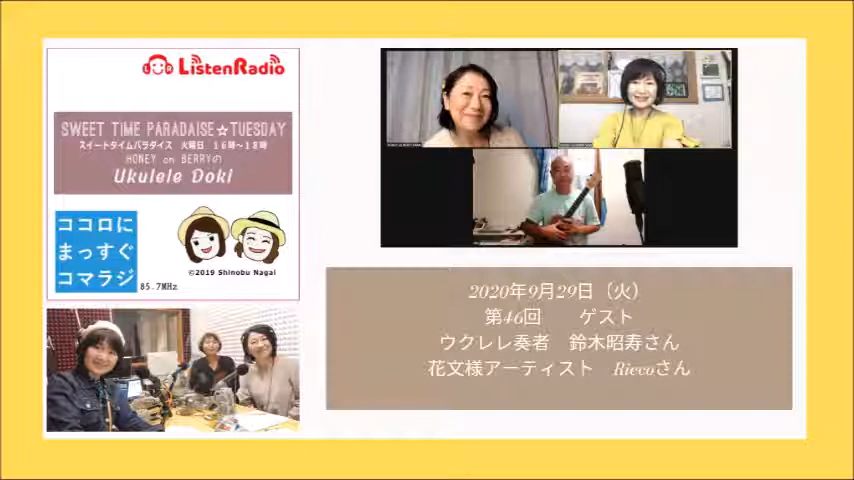 ListenRadio
SWEET TIME PARADAISE☆TUESDAY
スイートタイムパラダイス 火曜日 16時〜18時
HONEY on BERRYの
Ukulele Doki
ココロに
まっすぐ
コマラジ
85.7MHz
©2019 Shinobu Nagai
2020年9月29日（火）
第46回 ゲスト
ウクレレ奏者 鈴木昭寿さん
花文様アーティスト Riccoさん